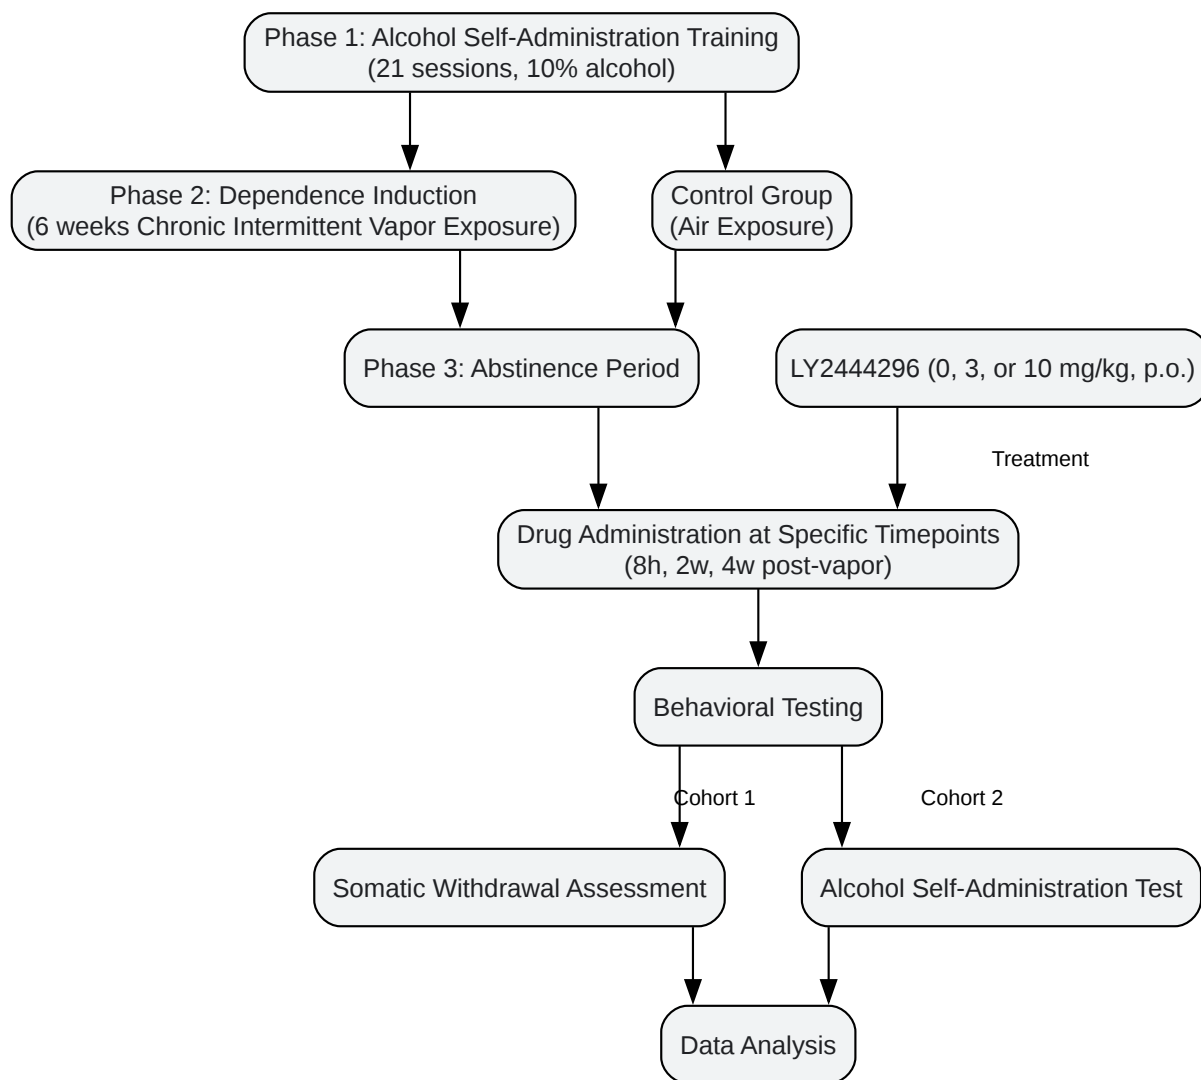 Phase 1: Alcohol Self-Administration Training
(21 sessions, 10% alcohol)
Phase 2: Dependence Induction
(6 weeks Chronic Intermittent Vapor Exposure)
Control Group
(Air Exposure)
Phase 3: Abstinence Period
LY2444296 (0, 3, or 10 mg/kg, p.o.)
Treatment
Drug Administration at Specific Timepoints
(8h, 2w, 4w post-vapor)
Behavioral Testing
Cohort 1
Cohort 2
Somatic Withdrawal Assessment
Alcohol Self-Administration Test
Data Analysis